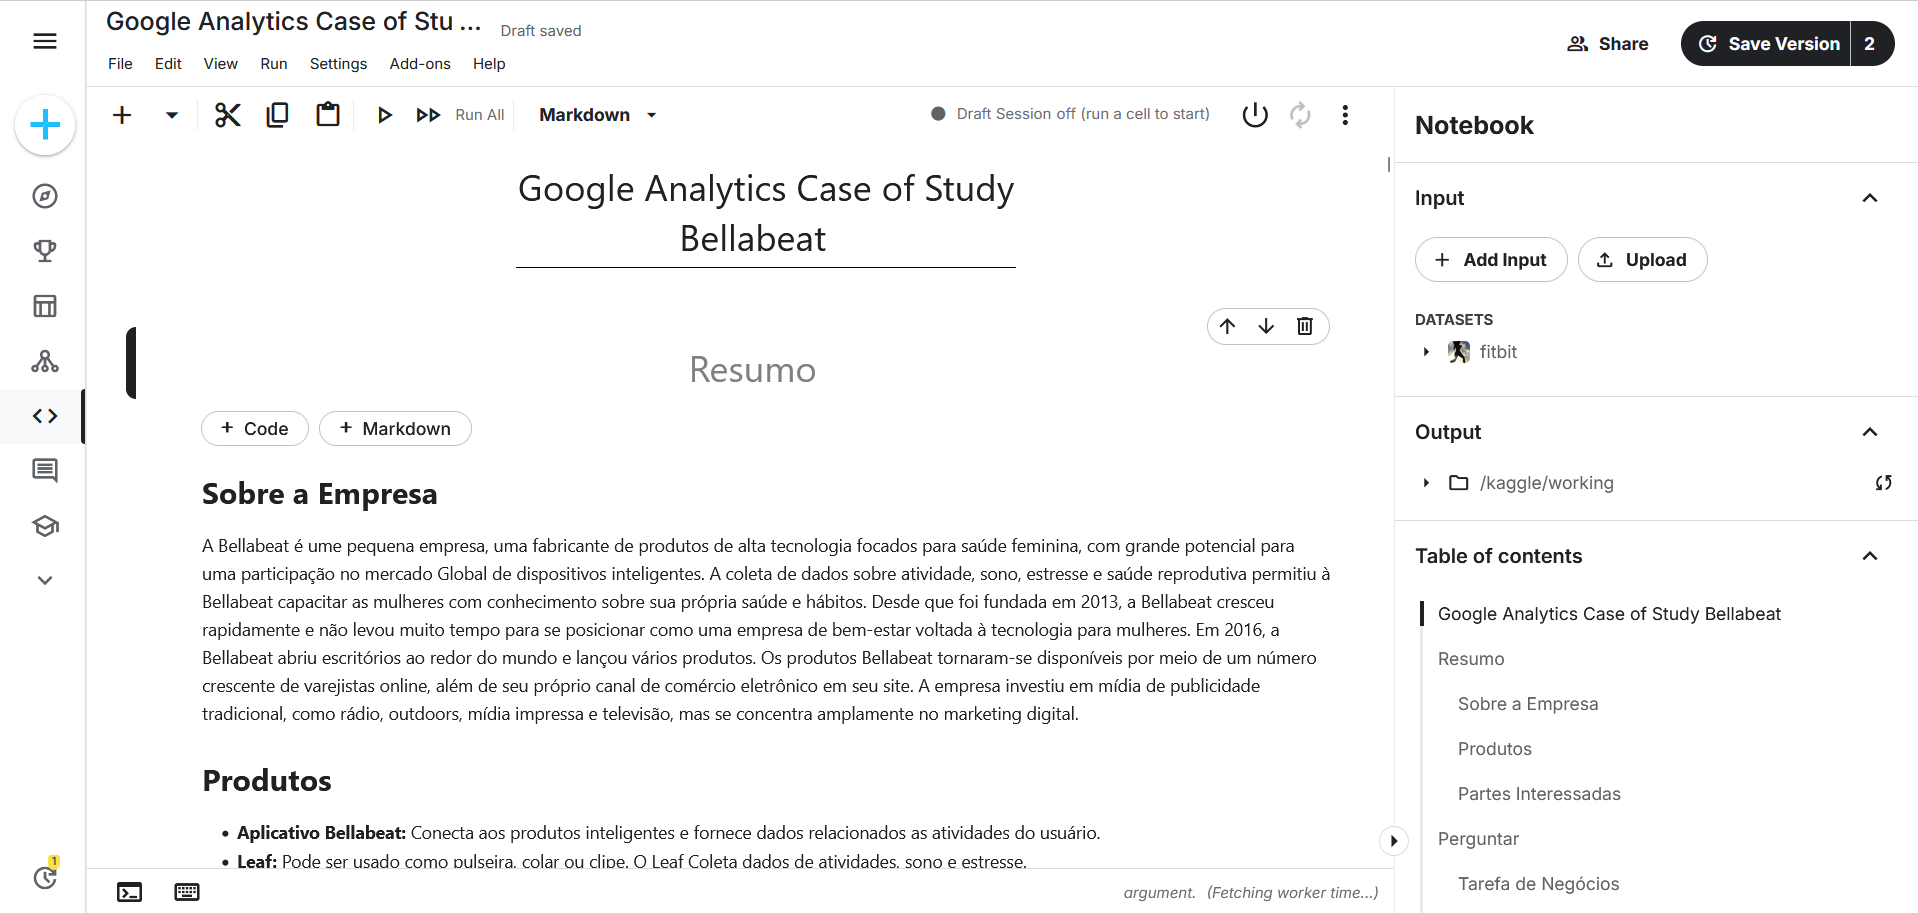 Google Analytics Case of Stu ...
Draft saved
File Edit View Run Settings Add-ons Help
Share
Save Version 2
Run All
Markdown
Draft Session off (run a cell to start)
Google Analytics Case of Study
Bellabeat
Resumo
+ Code + Markdown
Sobre a Empresa
A Bellabeat é ume pequena empresa, uma fabricante de produtos de alta tecnologia focados para saúde feminina, com grande potencial para
uma participação no mercado Global de dispositivos inteligentes. A coleta de dados sobre atividade, sono, estresse e saúde reprodutiva permitiu à
Bellabeat capacitar as mulheres com conhecimento sobre sua própria saúde e hábitos. Desde que foi fundada em 2013, a Bellabeat cresceu
rapidamente e não levou muito tempo para se posicionar como uma empresa de bem-estar voltada à tecnologia para mulheres. Em 2016, a
Bellabeat abriu escritórios ao redor do mundo e lançou vários produtos. Os produtos Bellabeat tornaram-se disponíveis por meio de um número
crescente de varejistas online, além de seu próprio canal de comércio eletrônico em seu site. A empresa investiu em mídia de publicidade
tradicional, como rádio, outdoors, mídia impressa e televisão, mas se concentra amplamente no marketing digital.
Produtos
• Aplicativo Bellabeat: Conecta aos produtos inteligentes e fornece dados relacionados as atividades do usuário.
• Leaf: Pode ser usado como pulseira, colar ou clipe. O Leaf Coleta dados de atividades, sono e estresse.
argument. (Fetching worker time...)
1
Notebook
Input
+ Add Input
Upload
DATASETS
fitbit
Output
/kaggle/working
Table of contents
Google Analytics Case of Study Bellabeat
Resumo
Sobre a Empresa
Produtos
Partes Interessadas
Perguntar
Tarefa de Negócios